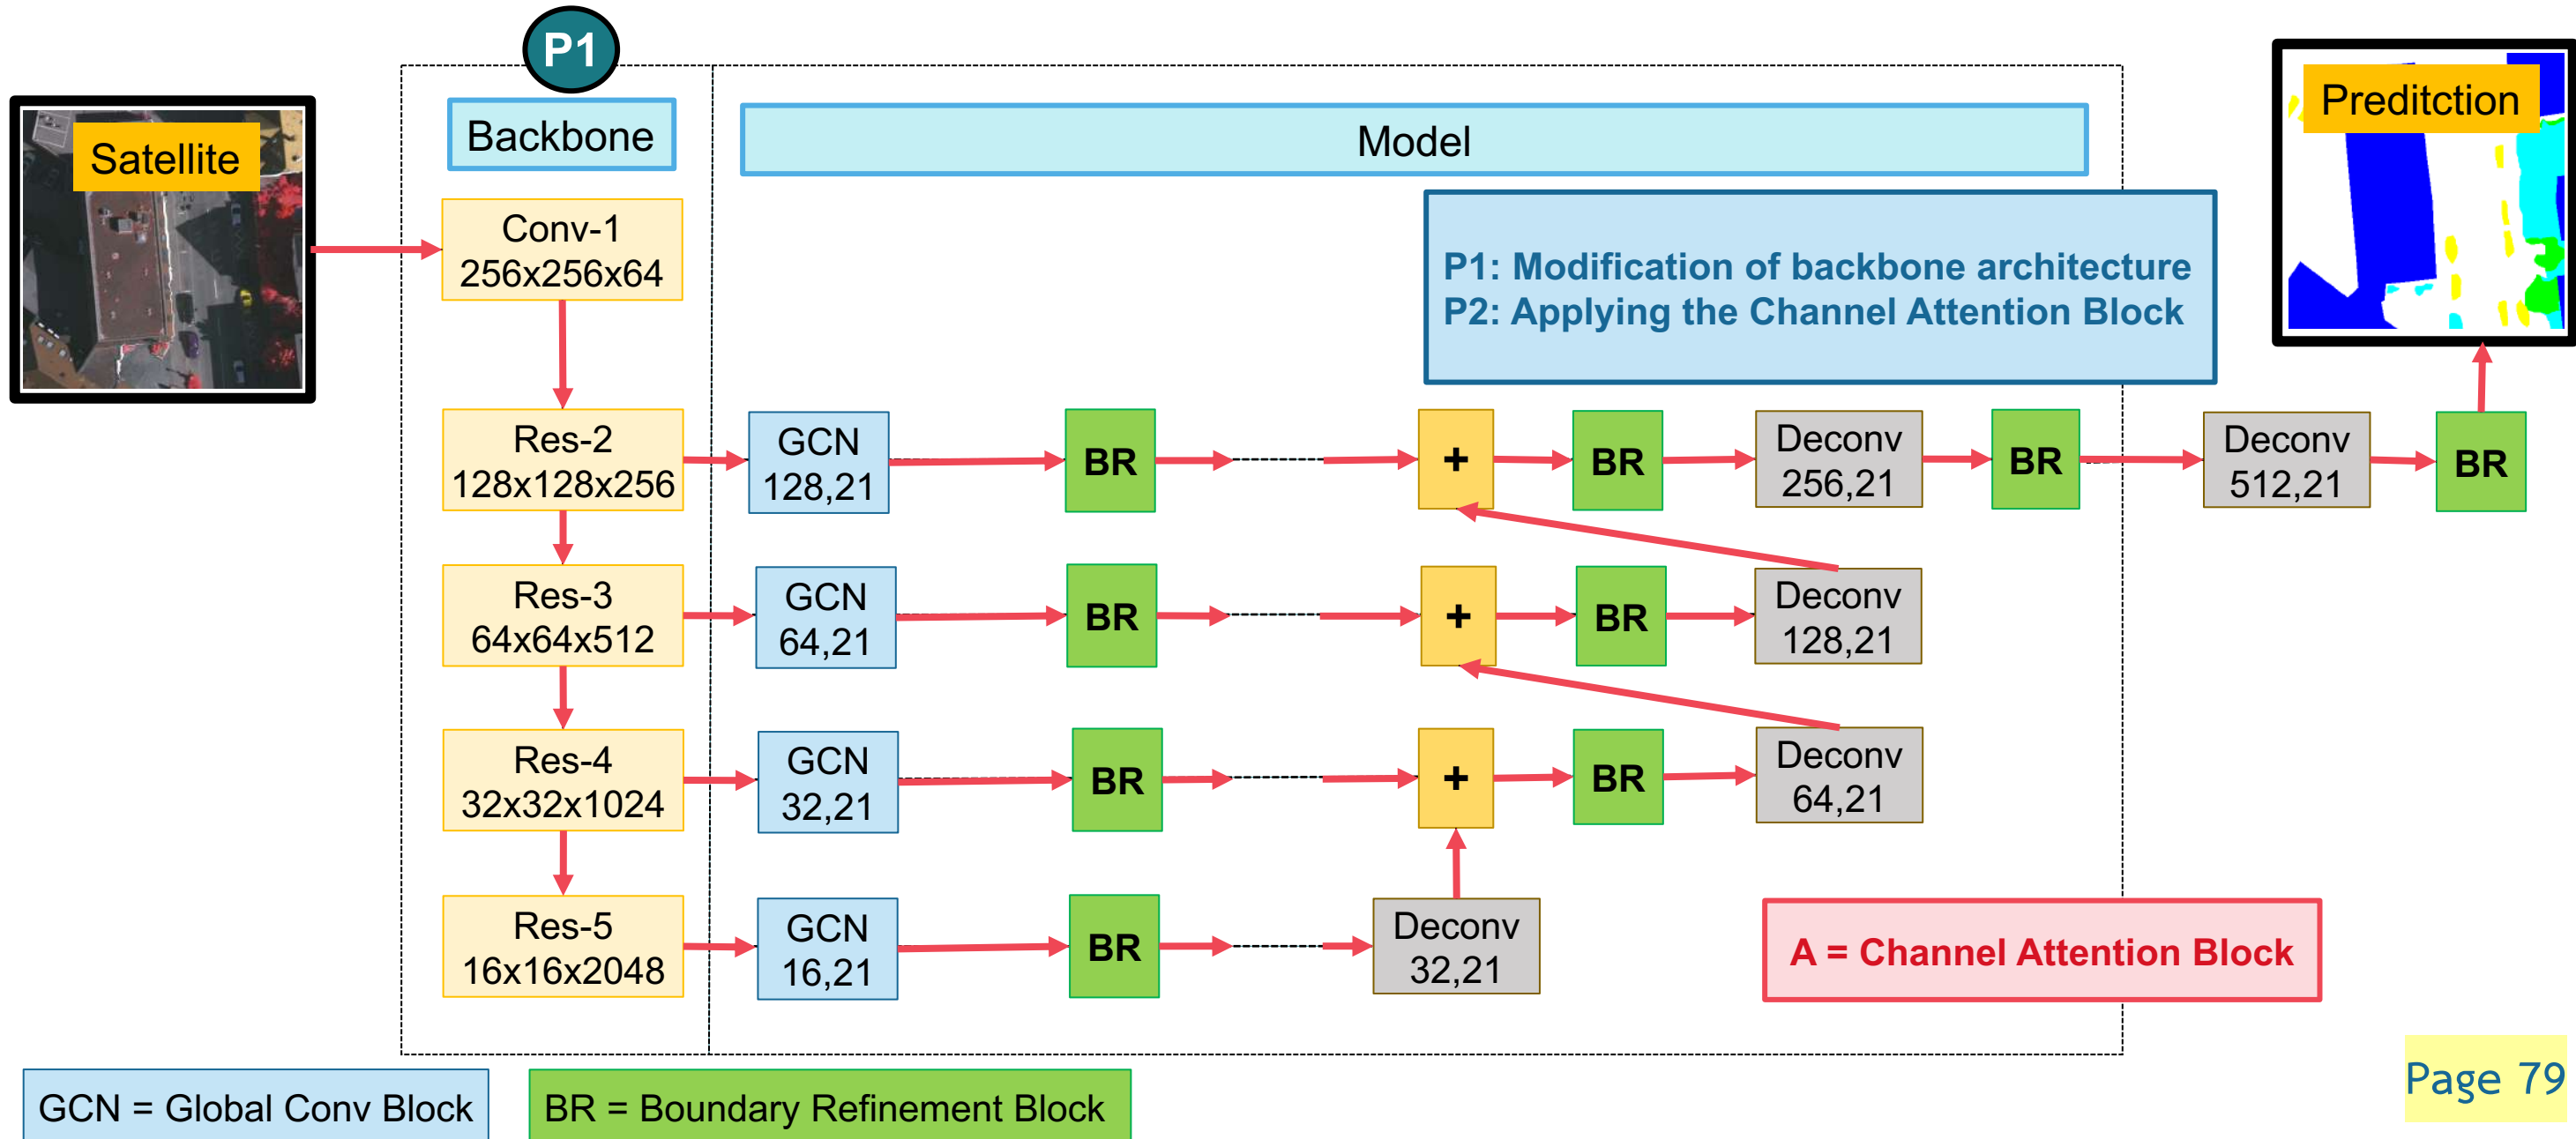 P1
Satellite
Backbone
Model
Preditction
Conv-1
256x256x64
P1: Modification of backbone architecture
P2: Applying the Channel Attention Block
Res-2
128x128x256
GCN
128,21
BR
+
BR
Deconv
256,21
BR
Deconv
512,21
BR
Res-3
64x64x512
GCN
64,21
BR
+
BR
Deconv
128,21
Res-4
32x32x1024
GCN
32,21
BR
+
BR
Deconv
64,21
Res-5
16x16x2048
GCN
16,21
BR
Deconv
32,21
A = Channel Attention Block
GCN = Global Conv Block
BR = Boundary Refinement Block
Page 79